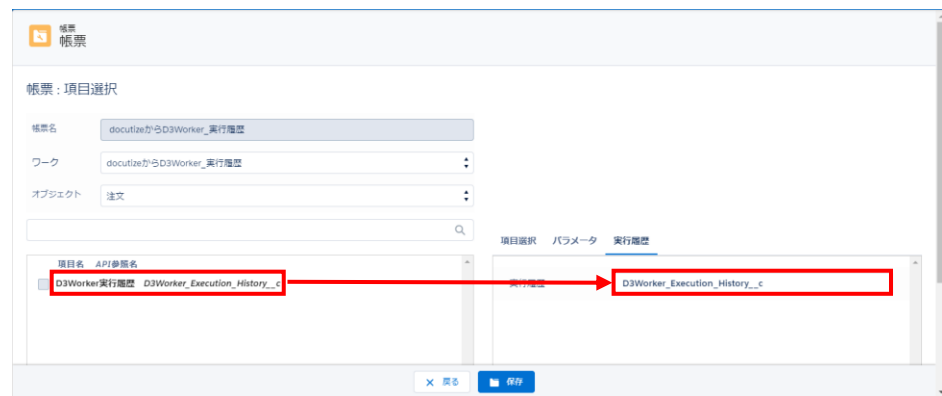 帳票
帳票
帳票 : 項目選択
帳票名 docutizeからD3Worker_実行履歴
ワーク docutizeからD3Worker_実行履歴
オブジェクト 注文
項目選択 パラメータ 実行履歴
項目名 API参照名
D3Worker実行履歴 D3Worker_Execution_History__c
実行履歴 D3Worker_Execution_History__c
戻る 保存